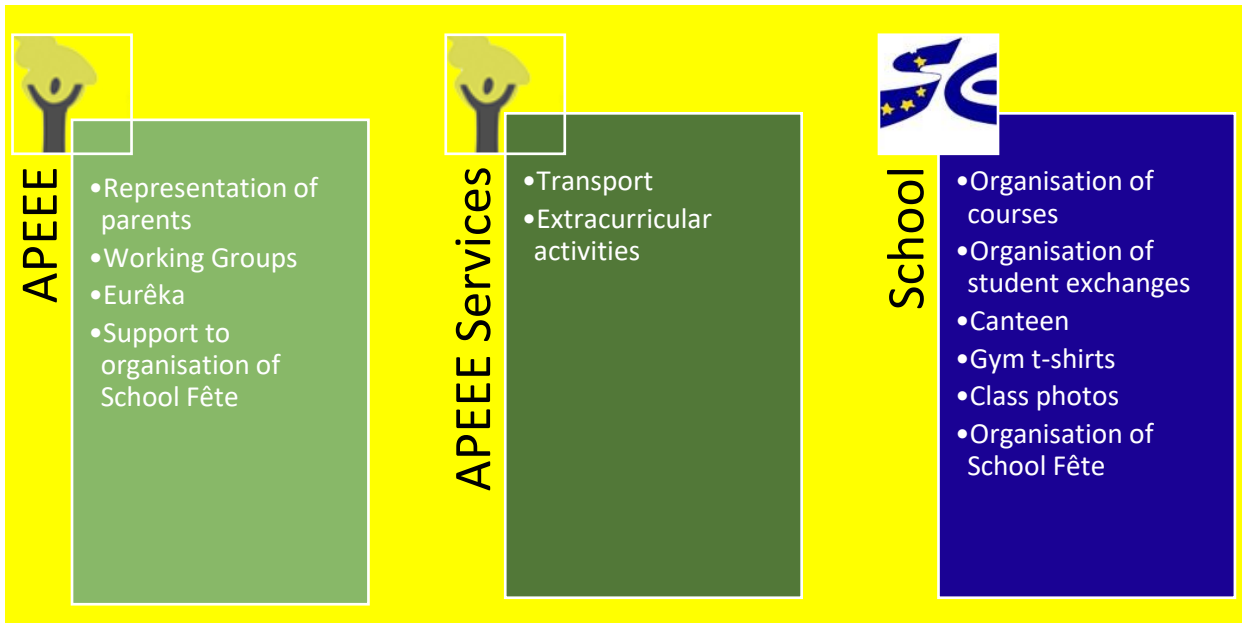 APEEE
•Representation of
parents
•Working Groups
•Eurêka
•Support to
organisation of
School Fête
APEEE Services
•Transport
•Extracurricular
activities
SE
School
•Organisation of
courses
•Organisation of
student exchanges
•Canteen
•Gym t-shirts
•Class photos
•Organisation of
School Fête